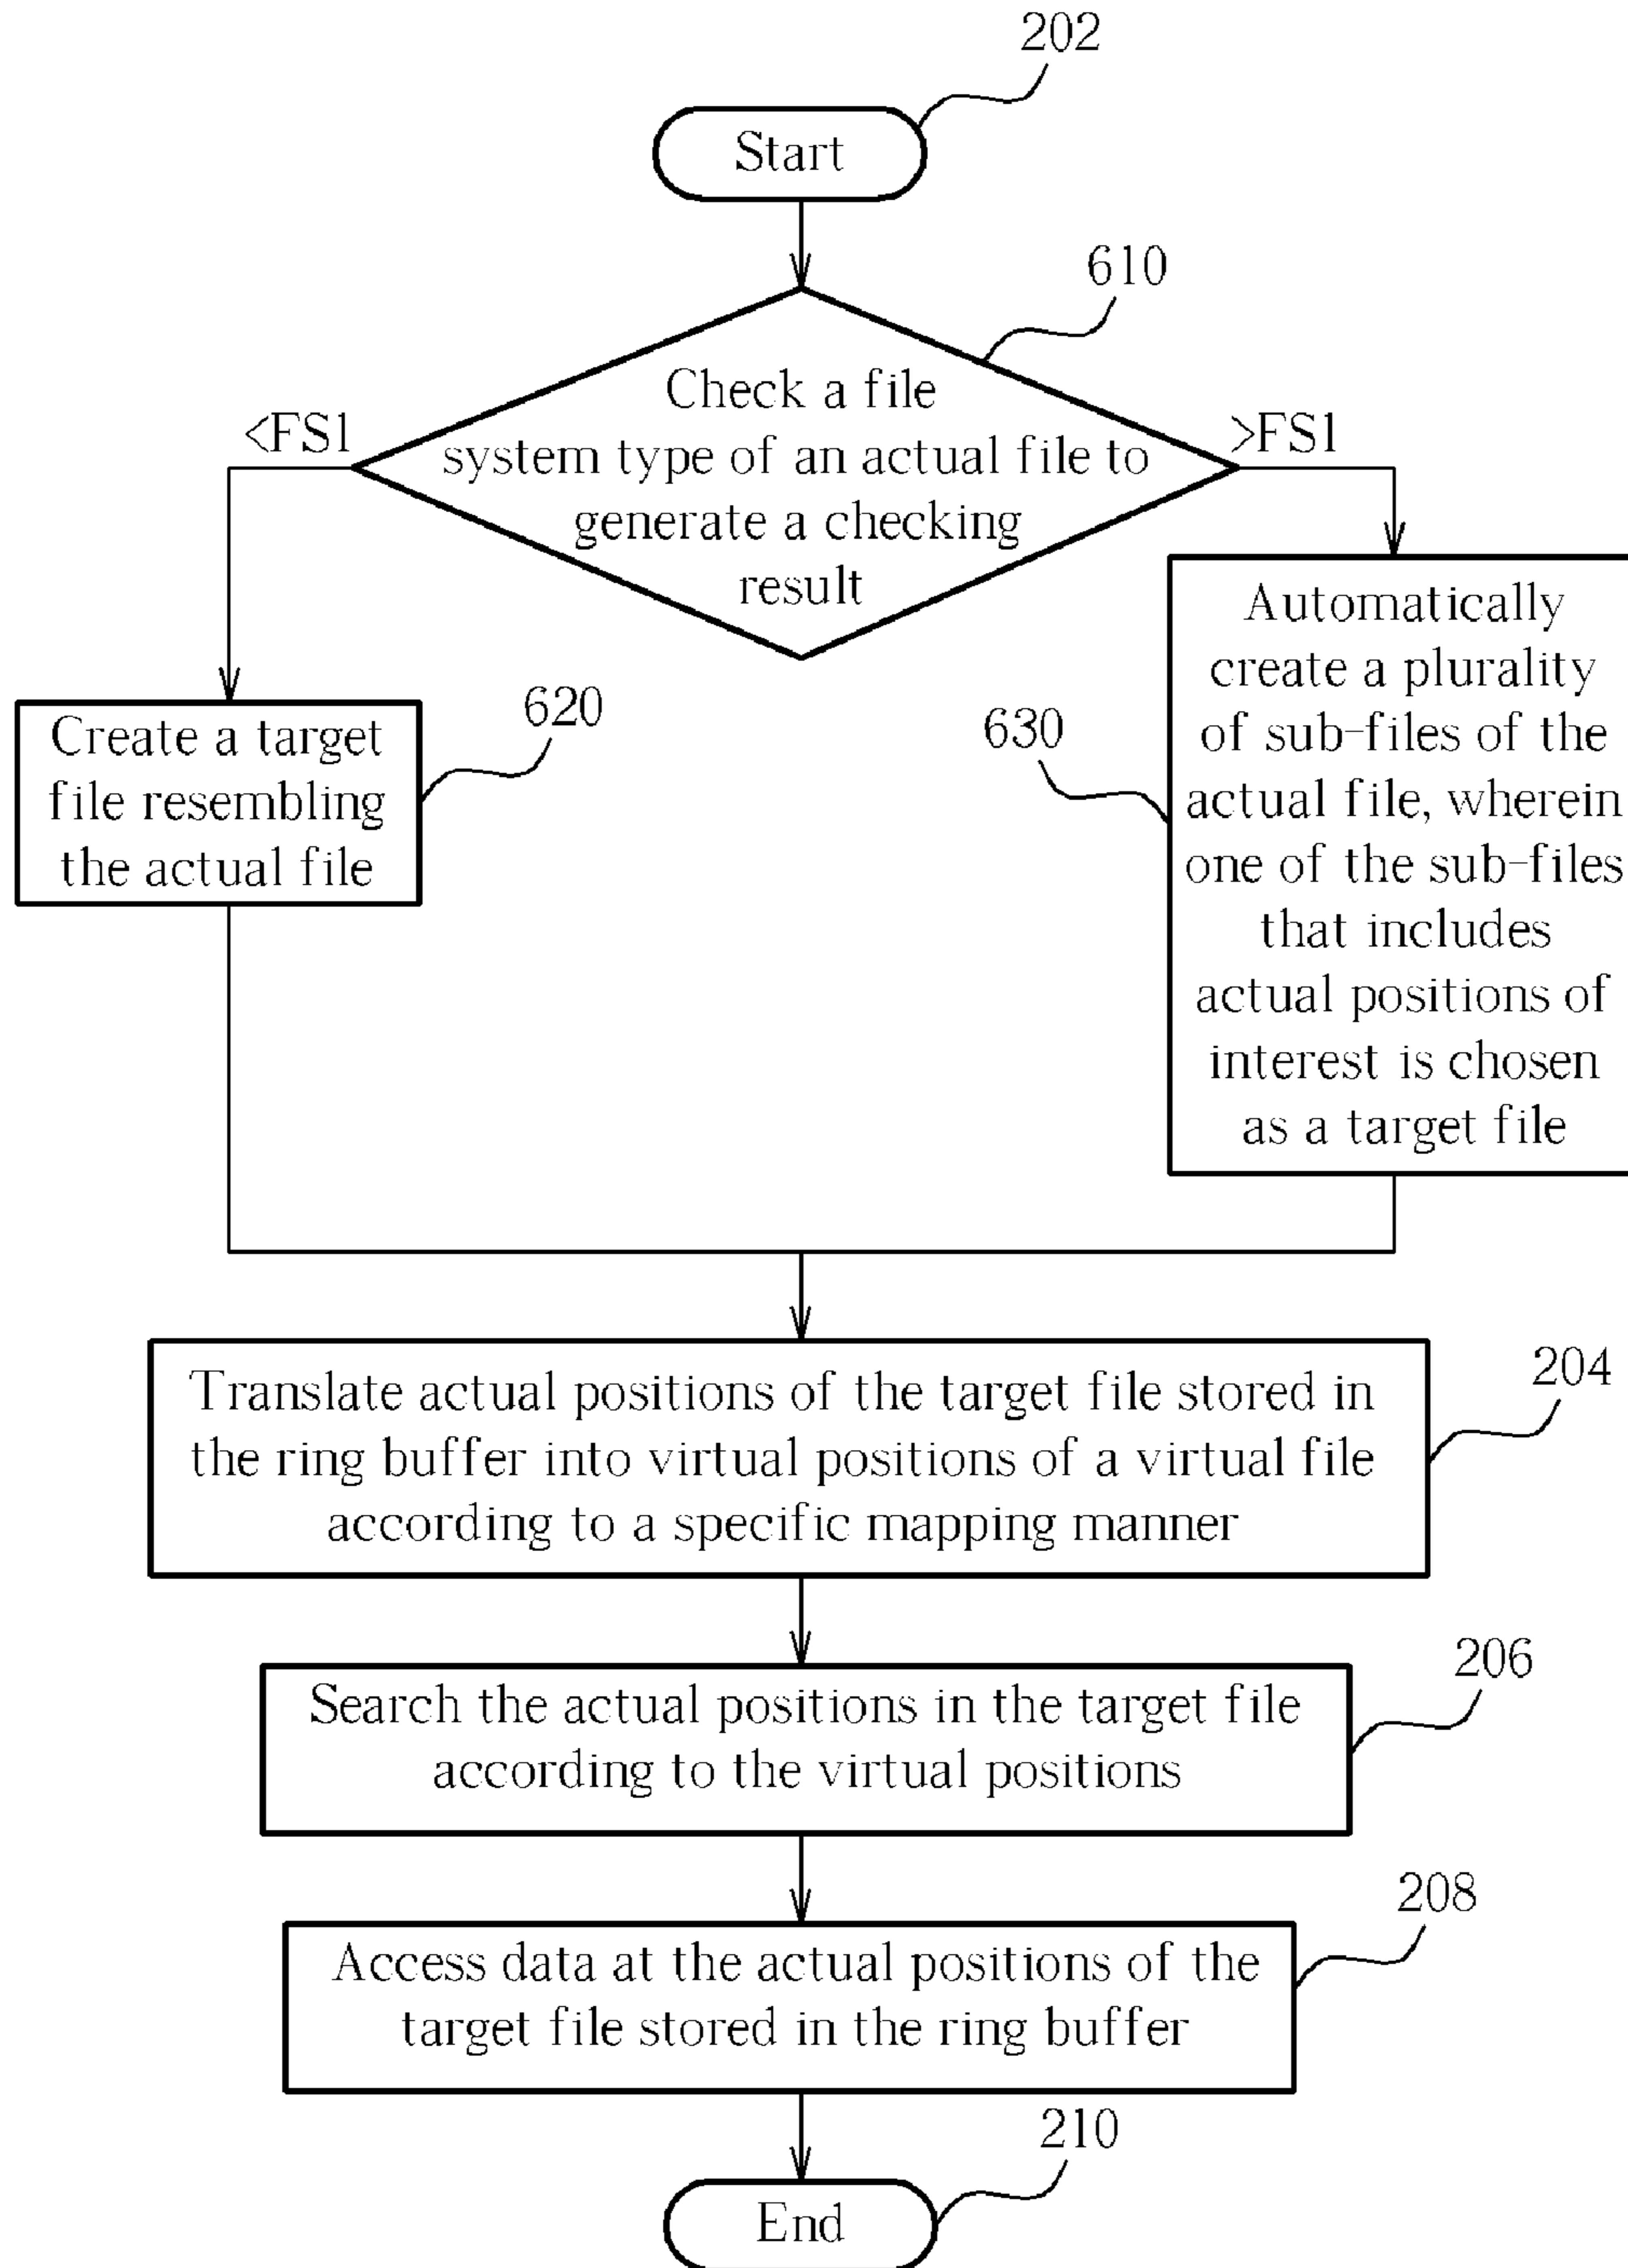 202
Start
610
Check a file
system type of an actual file to
generate a checking
result
<FS1
>FS1
620
Create a target
file resembling
the actual file
630
Automatically
create a plurality
of sub-files of the
actual file, wherein
one of the sub-files
that includes
actual positions of
interest is chosen
as a target file
204
Translate actual positions of the target file stored in
the ring buffer into virtual positions of a virtual file
according to a specific mapping manner
206
Search the actual positions in the target file
according to the virtual positions
208
Access data at the actual positions of the
target file stored in the ring buffer
210
End